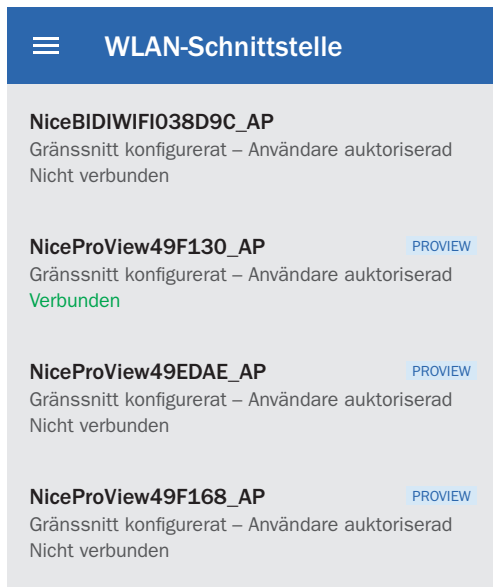 WLAN-Schnittstelle
NiceBIDIWIFI038D9C_AP
Gränssnitt konfigurerat – Användare auktoriserad
Nicht verbunden
NiceProView49F130_AP PROVIEW
Gränssnitt konfigurerat – Användare auktoriserad
Verbunden
NiceProView49EDAE_AP PROVIEW
Gränssnitt konfigurerat – Användare auktoriserad
Nicht verbunden
NiceProView49F168_AP PROVIEW
Gränssnitt konfigurerat – Användare auktoriserad
Nicht verbunden